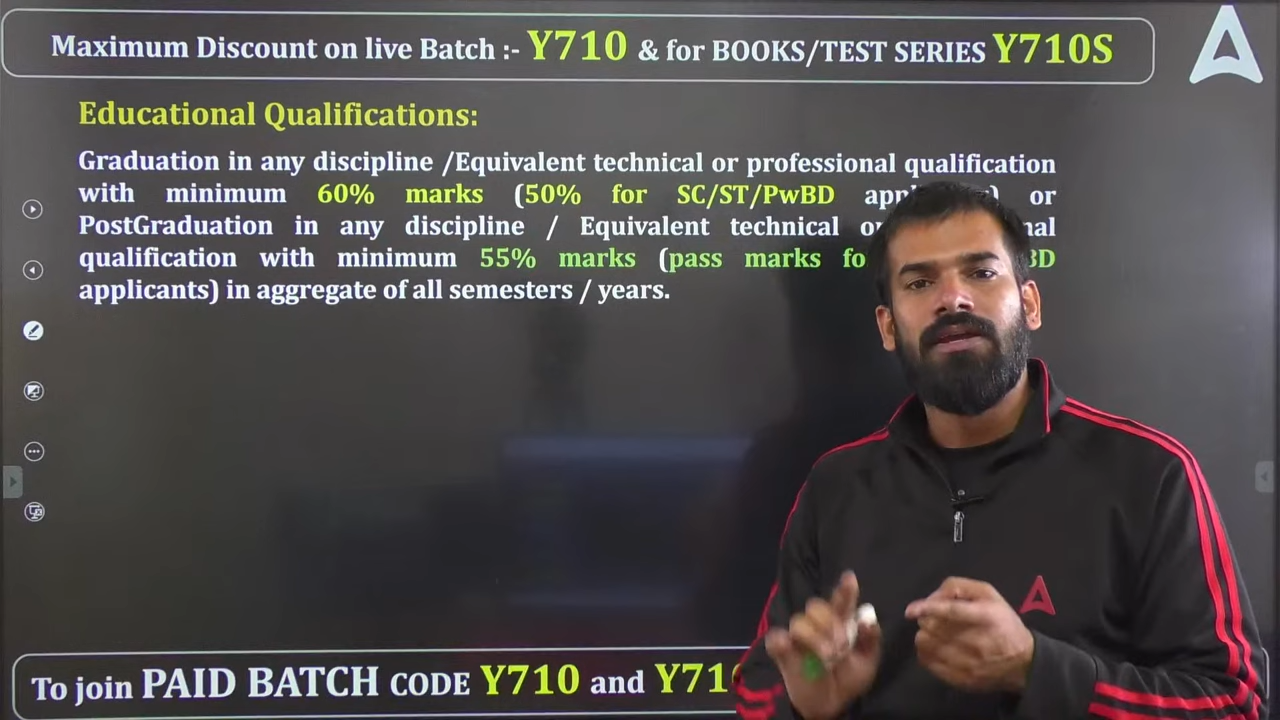 Maximum Discount on live Batch :- Y710 & for BOOKS/TEST SERIES Y710S
Educational Qualifications:
Graduation in any discipline /Equivalent technical or professional qualification
with minimum 60% marks (50% for SC/ST/PwBD or
PostGraduation in any discipline / Equivalent technical
qualification with minimum 55% marks (pass marks
applicants) in aggregate of all semesters / years.
To join PAID BATCH CODE Y710 and